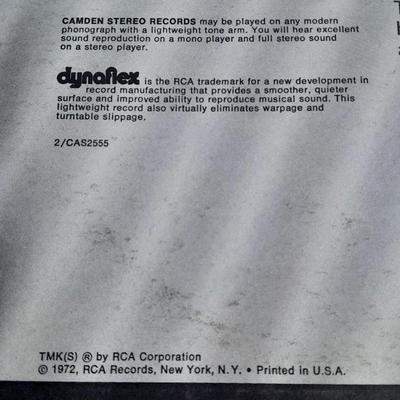 CAMDEN STEREO RECORDS may be played on any modern
phonograph with a lightweight tone arm. You will hear excellent
sound reproduction on a mono player and full stereo sound
on a stereo player.
dynaflex is the RCA trademark for a new development in
record manufacturing that provides a smoother, quieter
surface and improved ability to reproduce musical sound. This
lightweight record also virtually eliminates warpage and
turntable slippage.
2/CAS2555
TMK(S) ® by RCA Corporation
© 1972, RCA Records, New York, N.Y. • Printed in U.S.A.